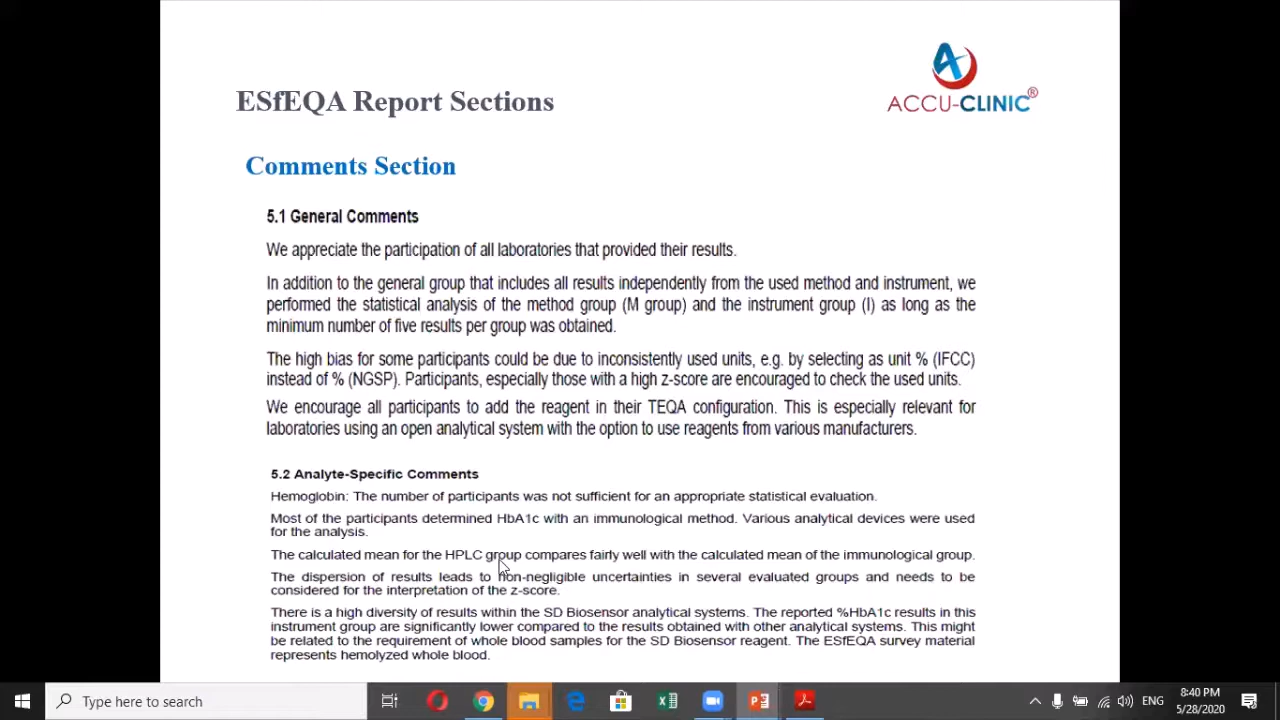 ACCU-CLINIC®
ESfEQA Report Sections
Comments Section
5.1 General Comments
We appreciate the participation of all laboratories that provided their results.
In addition to the general group that includes all results independently from the used method and instrument, we
performed the statistical analysis of the method group (M group) and the instrument group (I) as long as the
minimum number of five results per group was obtained.
The high bias for some participants could be due to inconsistently used units, e.g. by selecting as unit % (IFCC)
instead of % (NGSP). Participants, especially those with a high z-score are encouraged to check the used units.
We encourage all participants to add the reagent in their TEQA configuration. This is especially relevant for
laboratories using an open analytical system with the option to use reagents from various manufacturers.
5.2 Analyte-Specific Comments
Hemoglobin: The number of participants was not sufficient for an appropriate statistical evaluation.
Most of the participants determined HbA1c with an immunological method. Various analytical devices were used
for the analysis.
The calculated mean for the HPLC group compares fairly well with the calculated mean of the immunological group.
The dispersion of results leads to non-negligible uncertainties in several evaluated groups and needs to be
considered for the interpretation of the z-score.
There is a high diversity of results within the SD Biosensor analytical systems. The reported %HbA1c results in this
instrument group are significantly lower compared to the results obtained with other analytical systems. This might
be related to the requirement of whole blood samples for the SD Biosensor reagent. The ESfEQA survey material
represents hemolyzed whole blood.
Type here to search
ENG
8:40 PM
5/28/2020